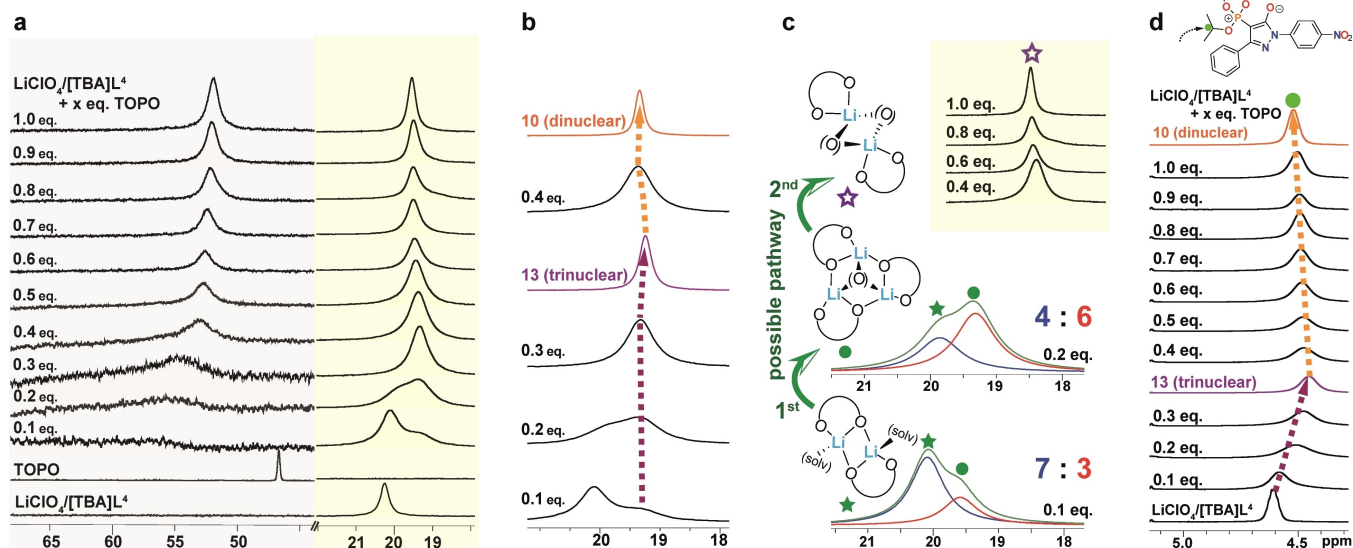 a
LiClO4/[TBA]L4
+ x eq. TOPO
1.0 eq.
0.9 eq.
0.8 eq.
0.7 eq.
0.6 eq.
0.5 eq.
0.4 eq.
0.3 eq.
0.2 eq.
0.1 eq.
TOPO
LiClO4/[TBA]L4
65 60 55 50 21 20 19
b
10 (dinuclear)
0.4 eq.
13 (trinuclear)
0.3 eq.
0.2 eq.
0.1 eq.
20 19 18
c
possible pathway
2nd
1st
O
Li
(O)
O
(O)
Li
O
O
1.0 eq.
0.8 eq.
0.6 eq.
0.4 eq.
O
Li
O
O
(O)
Li
Li
O
O
O
4 : 6
0.2 eq.
21 20 19 18
O
O
(solv)
Li
Li
(solv)
O
O
7 : 3
0.1 eq.
21 20 19 18
d
O
O
O
P
⊕
⊖
O
N
N
NO2
LiClO4/[TBA]L4
+ x eq. TOPO
10 (dinuclear)
1.0 eq.
0.9 eq.
0.8 eq.
0.7 eq.
0.6 eq.
0.5 eq.
0.4 eq.
13 (trinuclear)
0.3 eq.
0.2 eq.
0.1 eq.
LiClO4/[TBA]L4
5.0 4.5 ppm